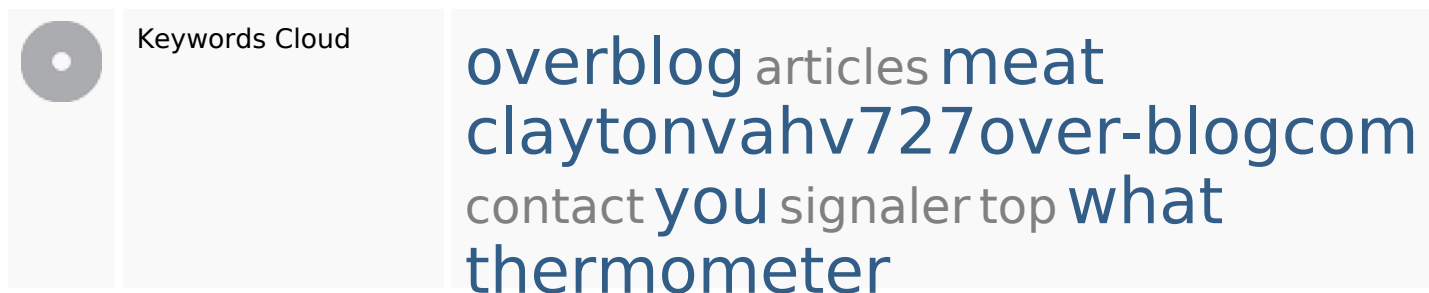 Keywords Cloud
overblog articles meat
claytonvahv727over-blogcom
contact you signaler top what
thermometer